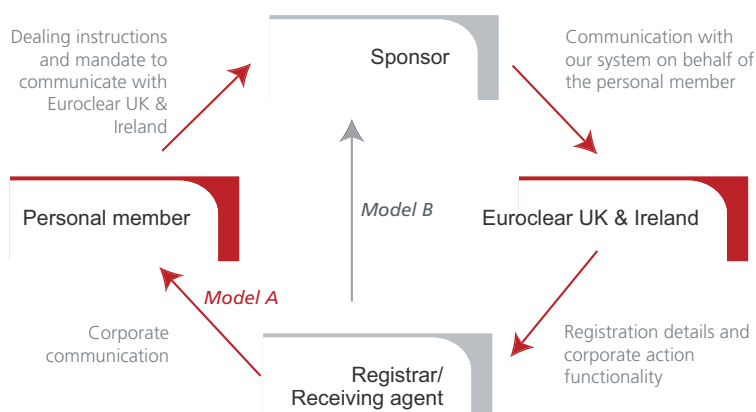 Dealing instructions
and mandate to
communicate with
Euroclear UK &
Ireland
Sponsor
Communication with
our system on behalf of
the personal member
Personal member
Model B
Euroclear UK & Ireland
Model A
Corporate
communication
Registrar/
Receiving agent
Registration details and
corporate action
functionality